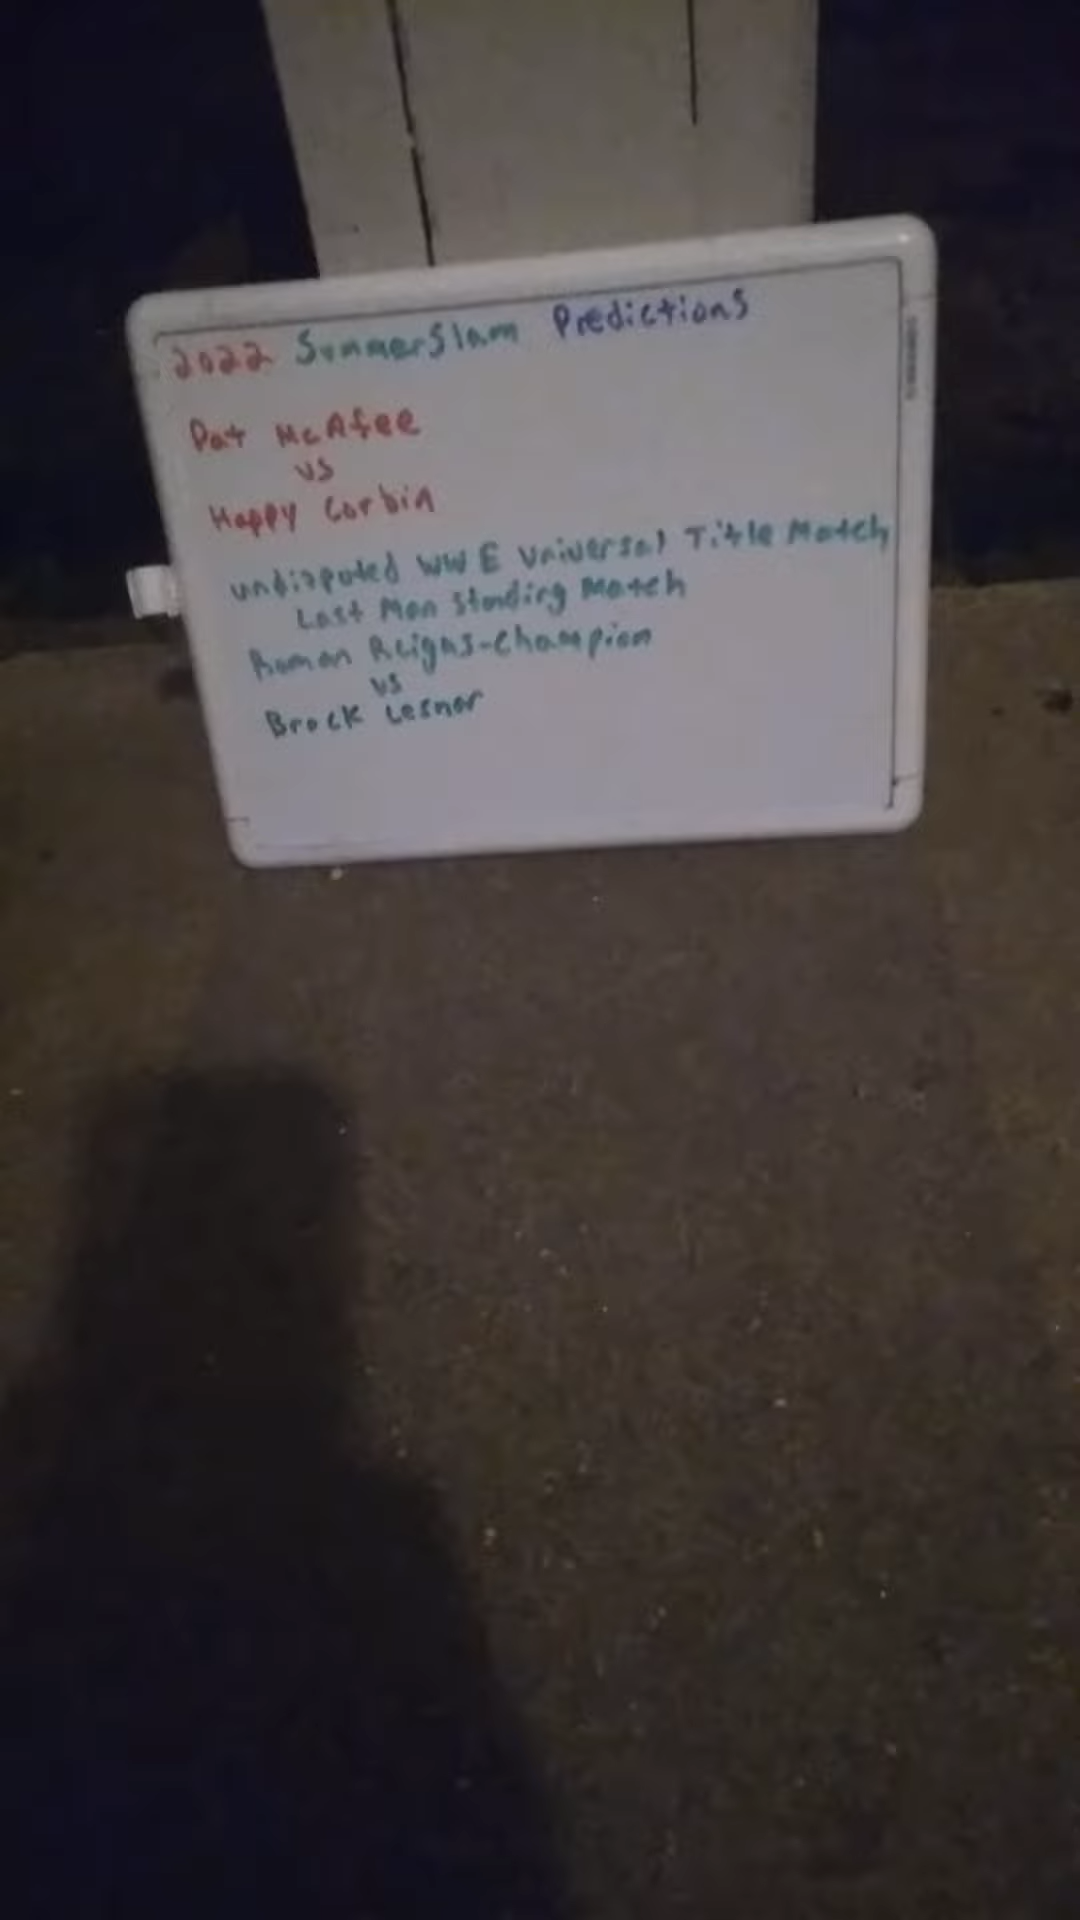 2022 SummerSlam Predictions
Pat McAfee
vs
Happy Corbin
undisputed WWE Universal Title Match
Last Man Standing Match
Roman Reigns-Champion
vs
Brock Lesnar